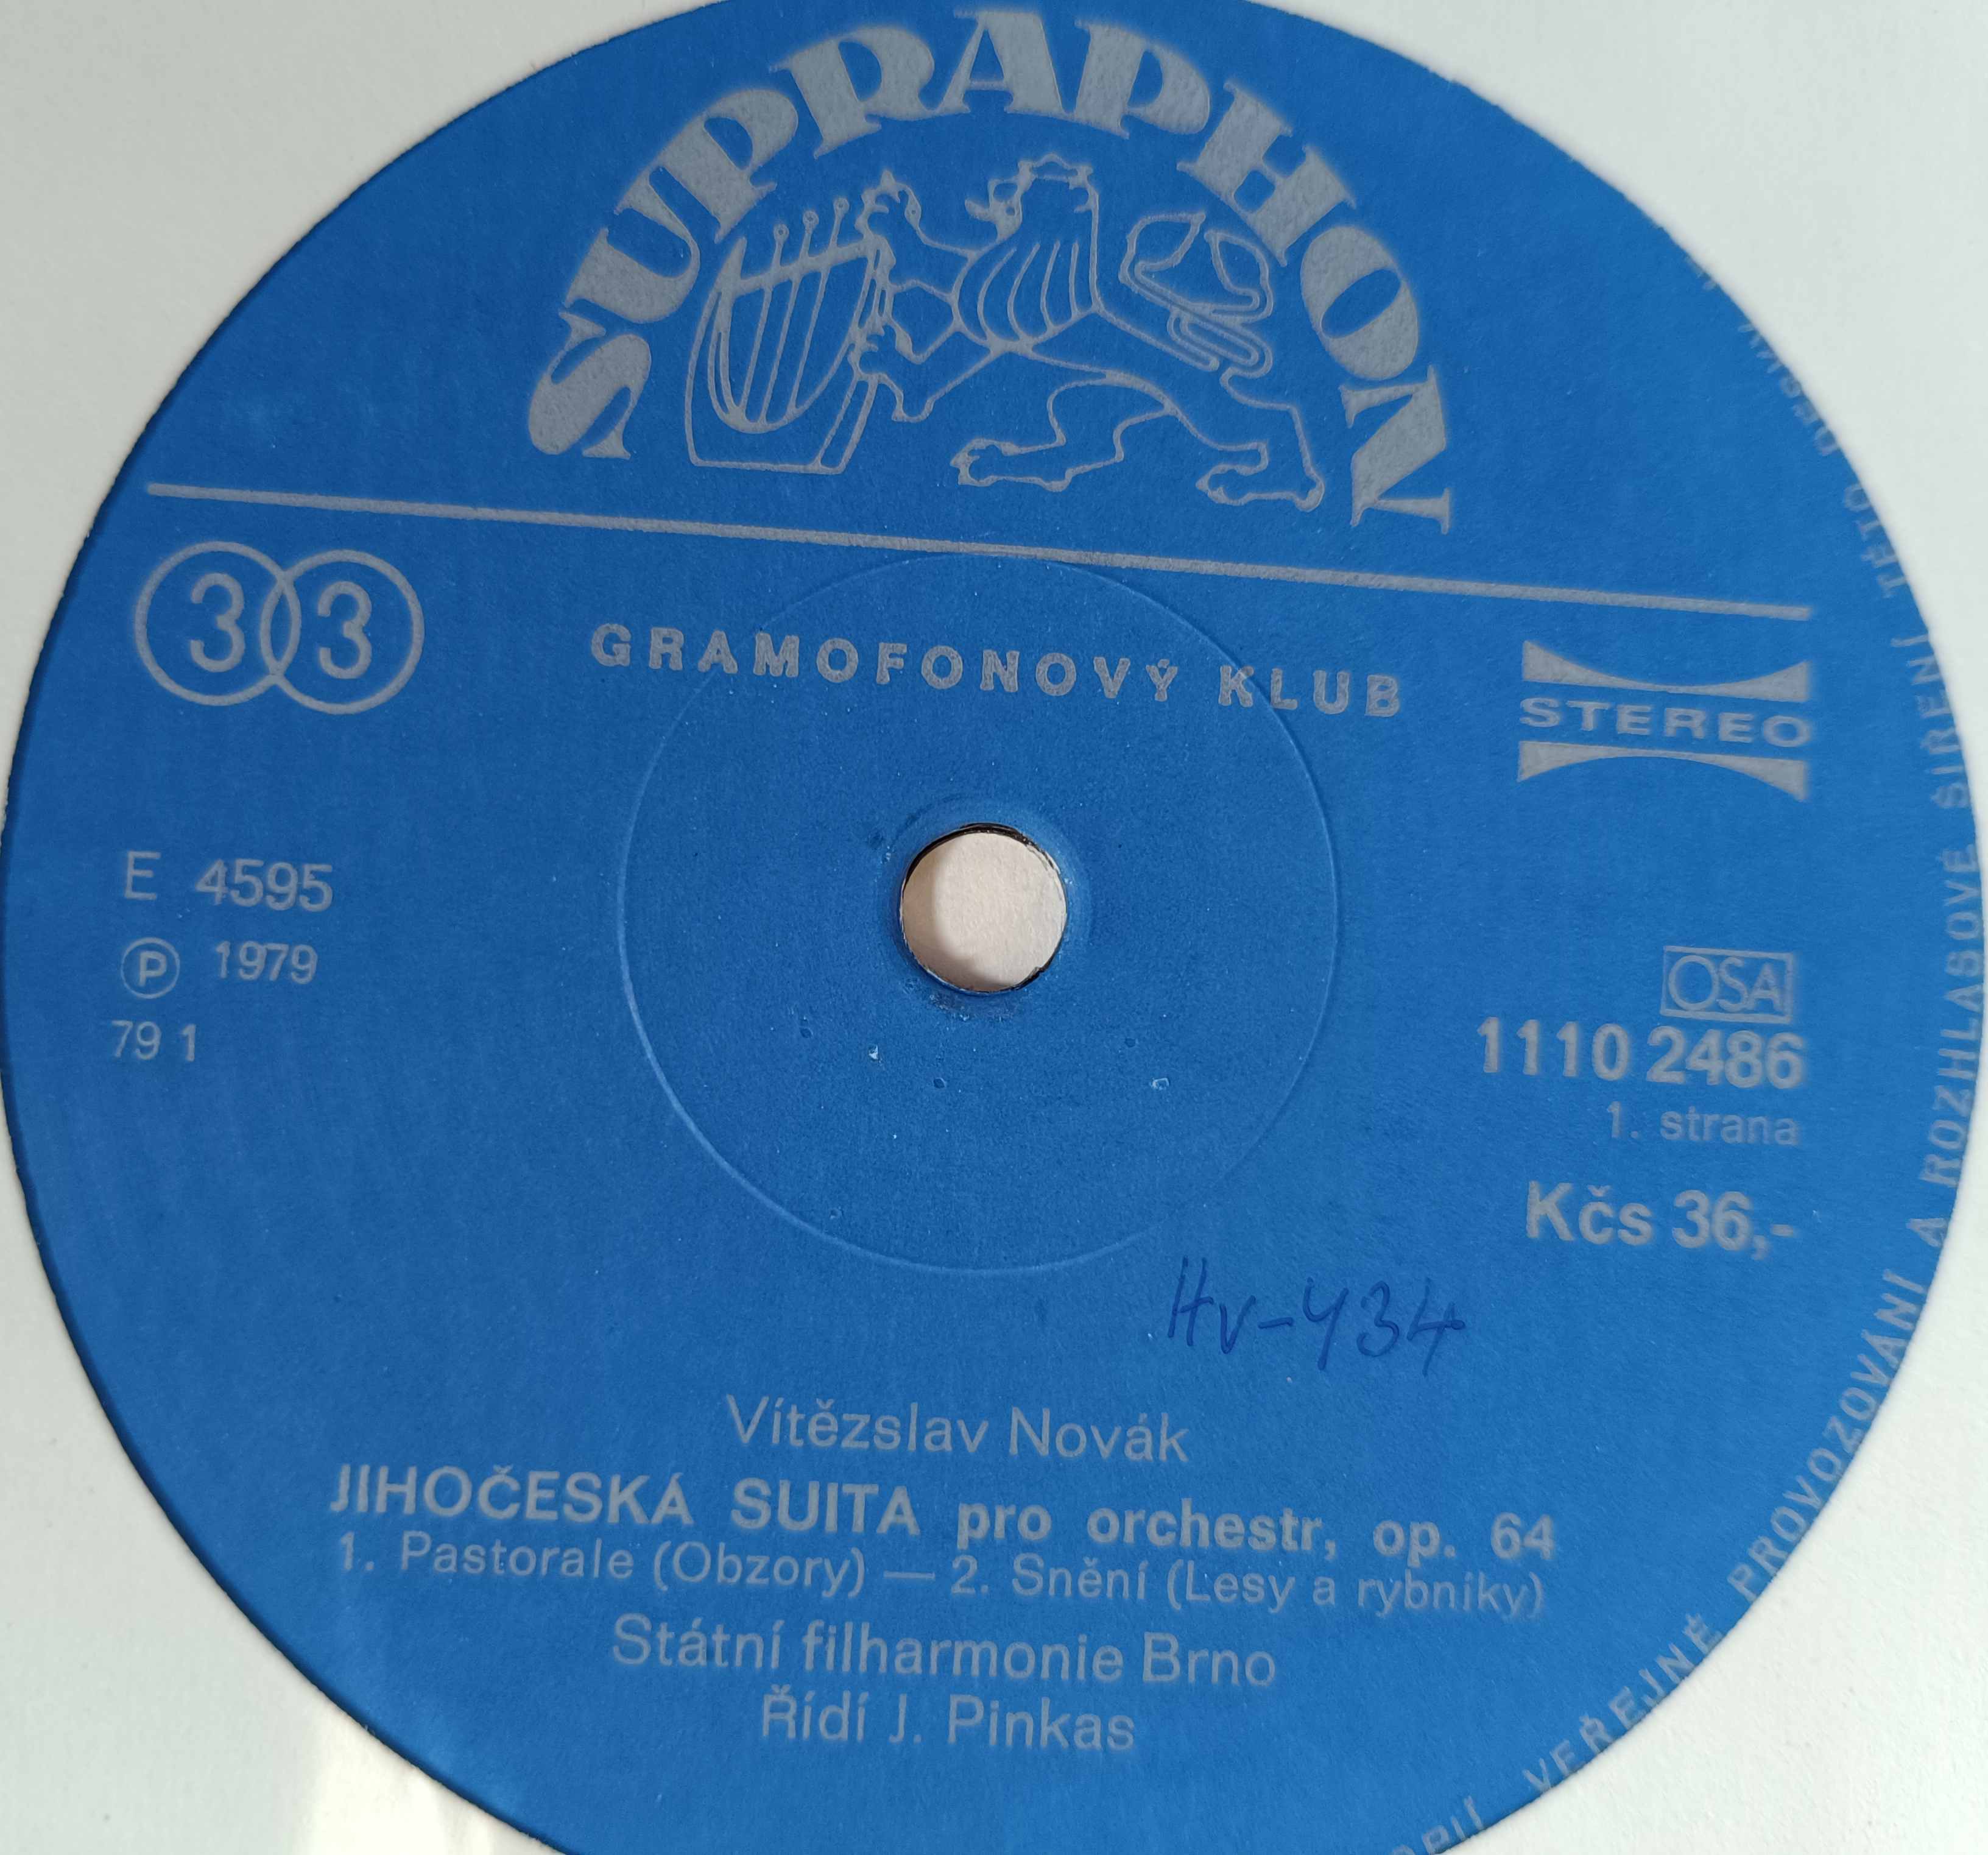 SUPRAPHON
33
GRAMOFONOVÝ KLUB
STEREO
E 4595
Ⓟ 1979
79 1
OSA
1110 2486
1. strana
Kčs 36,-
Hv-434
Vítězslav Novák
JIHOČESKÁ SUITA pro orchestr, op. 64
1. Pastorale (Obzory) — 2. Snění (Lesy a rybníky)
Státní filharmonie Brno
Řídí J. Pinkas
VEŘEJNÉ PROVOZOVÁNÍ A ROZHLASOVÉ ŠÍŘENÍ TÉTO DESKY